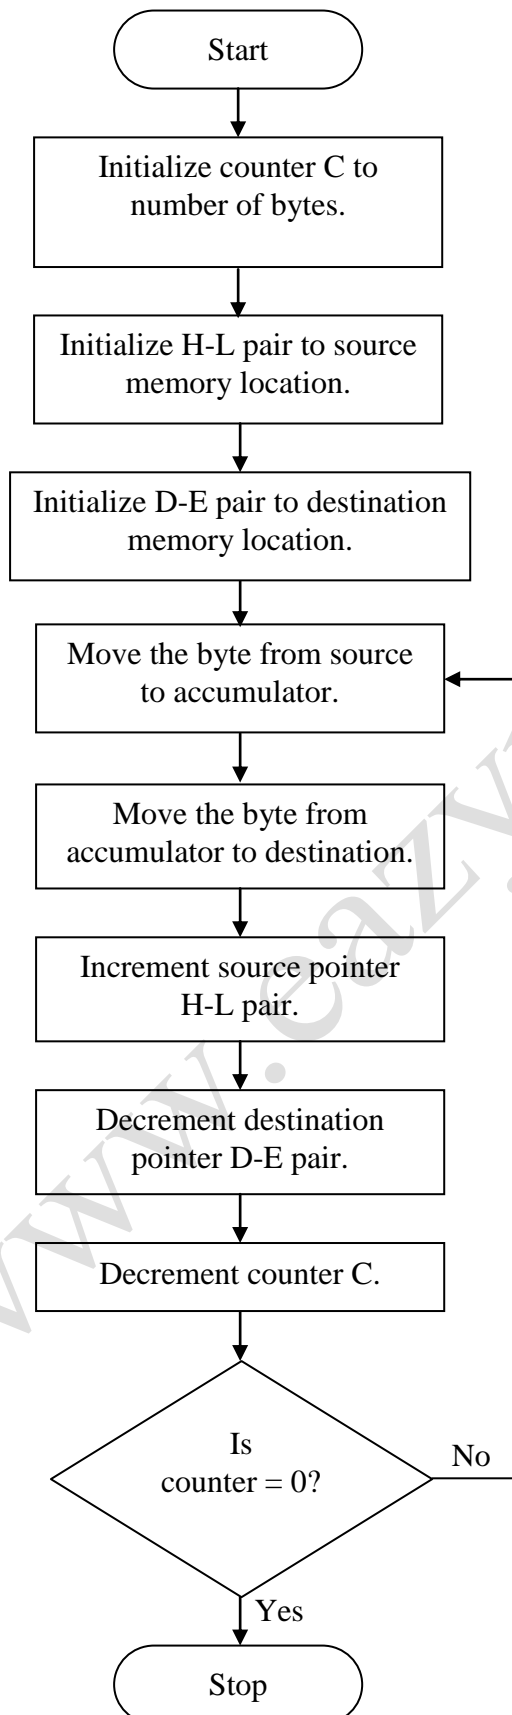 Start
Initialize counter C to
number of bytes.
Initialize H-L pair to source
memory location.
Initialize D-E pair to destination
memory location.
Move the byte from source
to accumulator.
Move the byte from
accumulator to destination.
Increment source pointer
H-L pair.
Decrement destination
pointer D-E pair.
Decrement counter C.
Is
counter = 0?
No
Yes
Stop